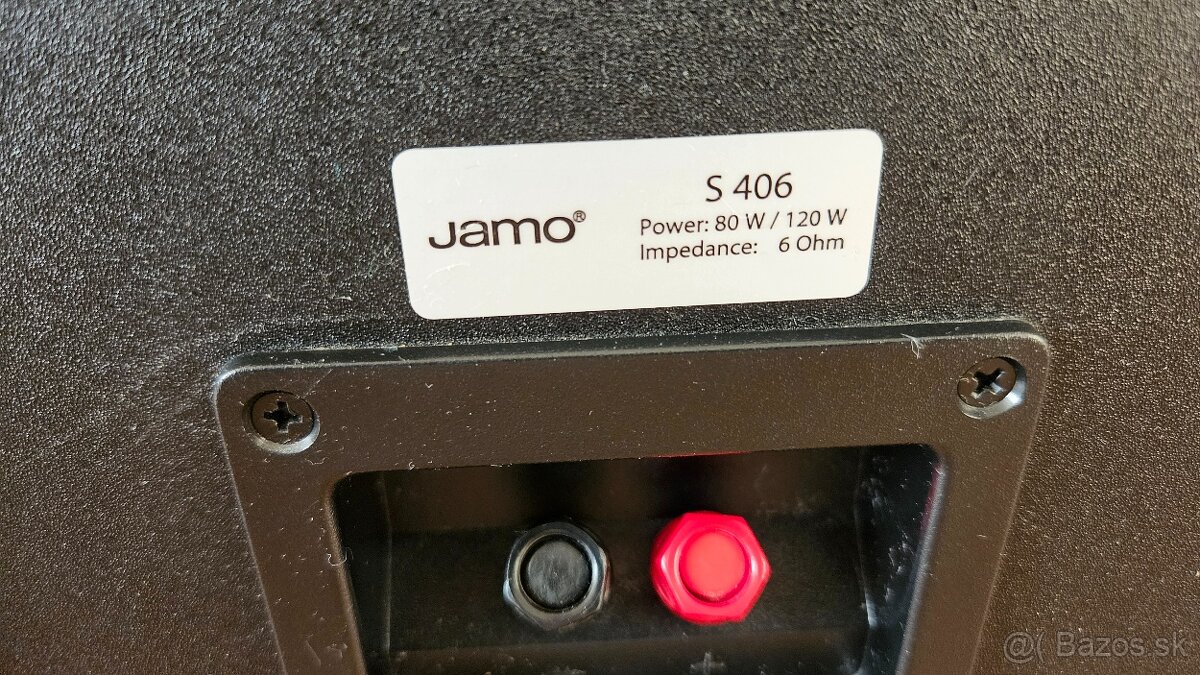 Jamo®
S 406
Power: 80 W / 120 W
Impedance: 6 Ohm
+
@( Bazos.sk